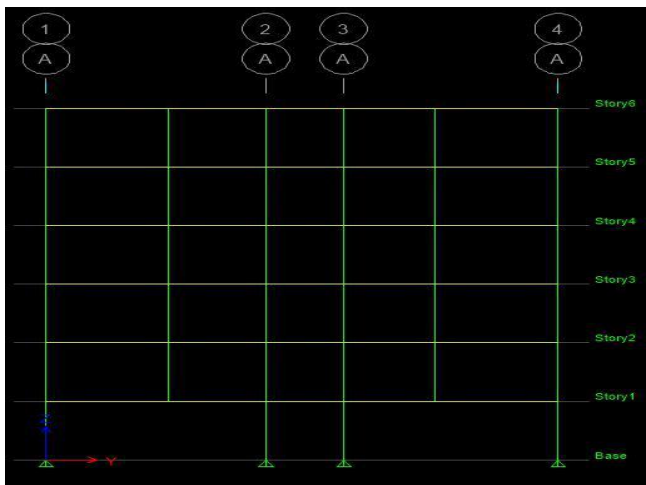 1 2 3 4
A A A A
Story6
Story5
Story4
Story3
Story2
Story1
Z
Y
Base